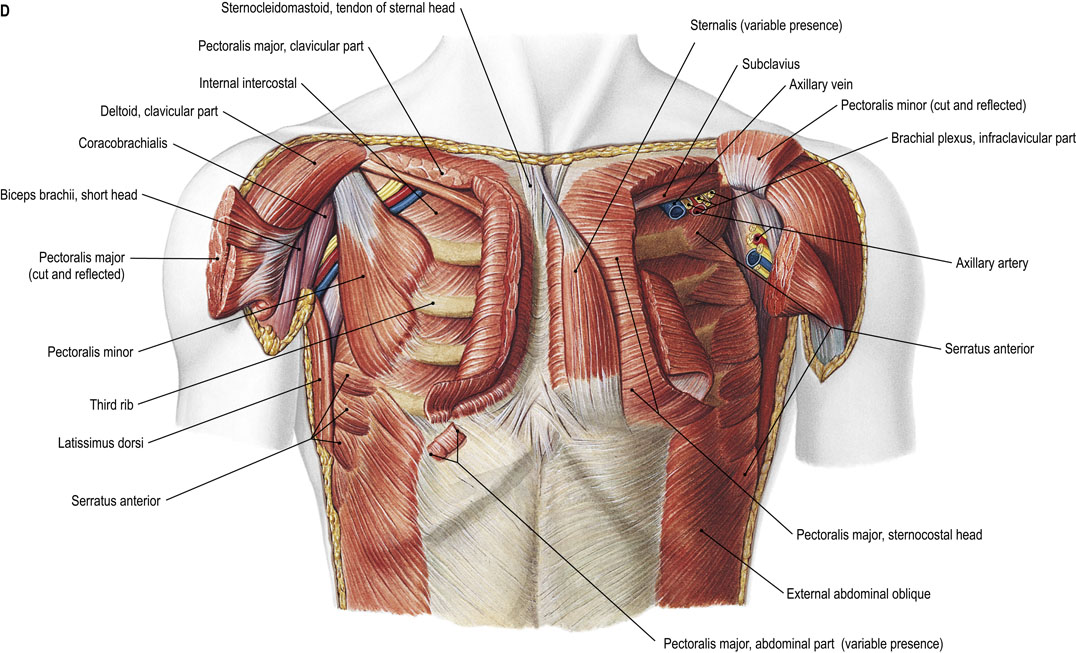 D
Sternocleidomastoid, tendon of sternal head
Pectoralis major, clavicular part
Internal intercostal
Deltoid, clavicular part
Coracobrachialis
Biceps brachii, short head
Pectoralis major
(cut and reflected)
Pectoralis minor
Third rib
Latissimus dorsi
Serratus anterior
Sternalis (variable presence)
Subclavius
Axillary vein
Pectoralis minor (cut and reflected)
Brachial plexus, infraclavicular part
Axillary artery
Serratus anterior
Pectoralis major, sternocostal head
External abdominal oblique
Pectoralis major, abdominal part (variable presence)